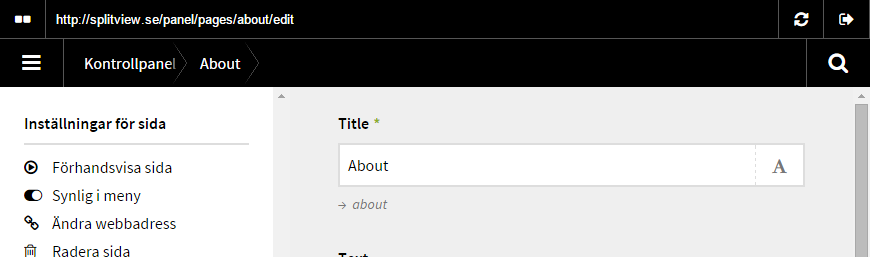 http://splitview.se/panel/pages/about/edit
Kontrollpanel About
Inställningar för sida
Förhandsvisa sida
Synlig i meny
Ändra webbadress
Radera sida
Title *
About A
→ about